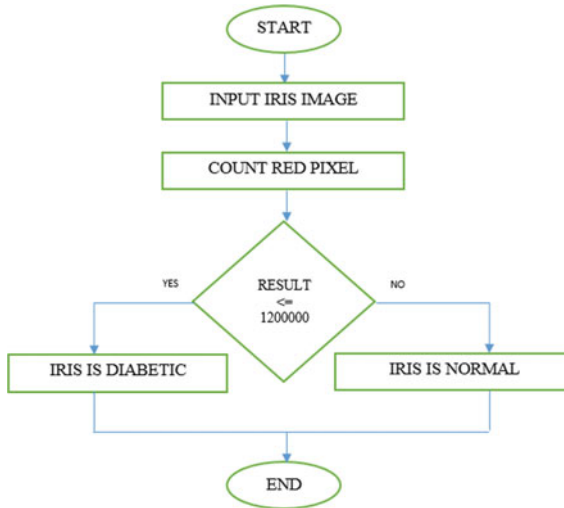 START
INPUT IRIS IMAGE
COUNT RED PIXEL
YES
RESULT
<=
1200000
NO
IRIS IS DIABETIC
IRIS IS NORMAL
END